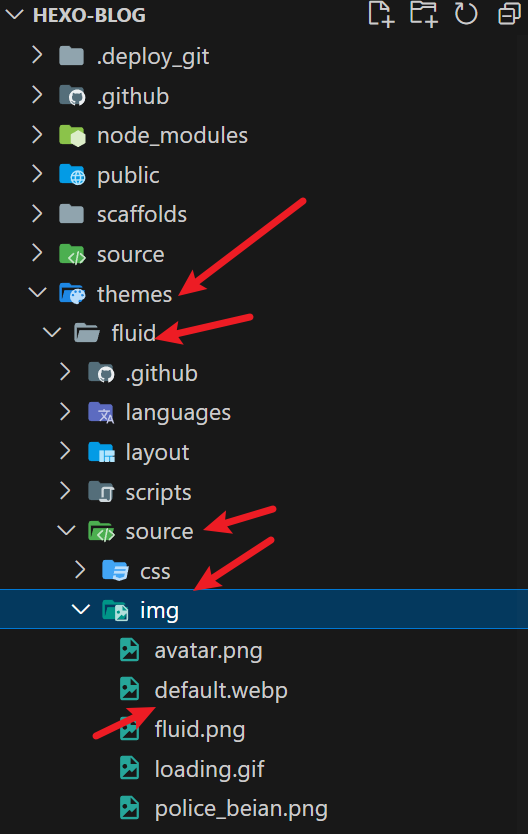 HEXO-BLOG
.deploy_git
.github
node_modules
public
scaffolds
source
themes
fluid
.github
languages
layout
scripts
source
css
img
avatar.png
default.webp
fluid.png
loading.gif
police_beian.png